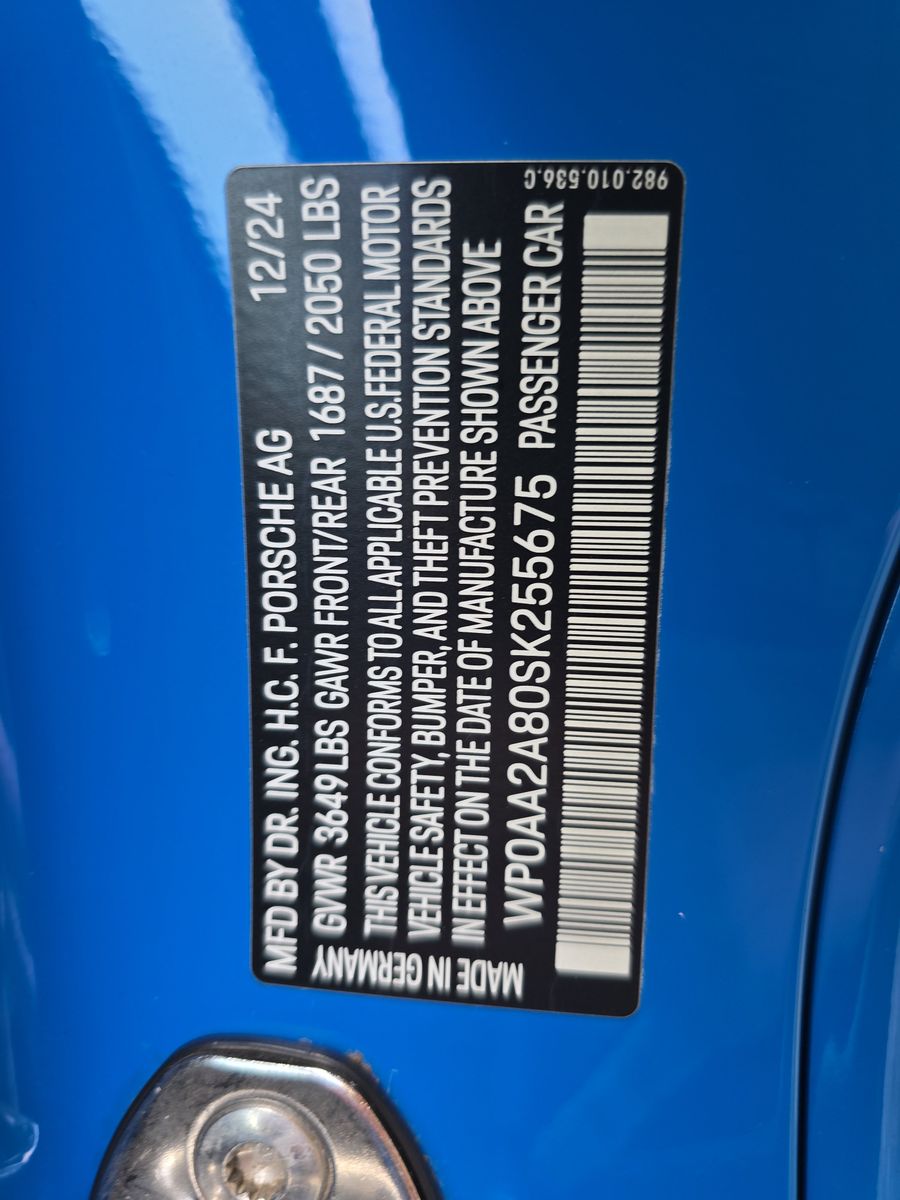 MFD BY DR. ING. H.C. F. PORSCHE AG 12/24
GVWR 3649 LBS GAWR FRONT/REAR 1687 / 2050 LBS
THIS VEHICLE CONFORMS TO ALL APPLICABLE U.S. FEDERAL MOTOR
VEHICLE SAFETY, BUMPER, AND THEFT PREVENTION STANDARDS
IN EFFECT ON THE DATE OF MANUFACTURE SHOWN ABOVE
WP0AA2A80SK255675 PASSENGER CAR
MADE IN GERMANY
982.010.536.C